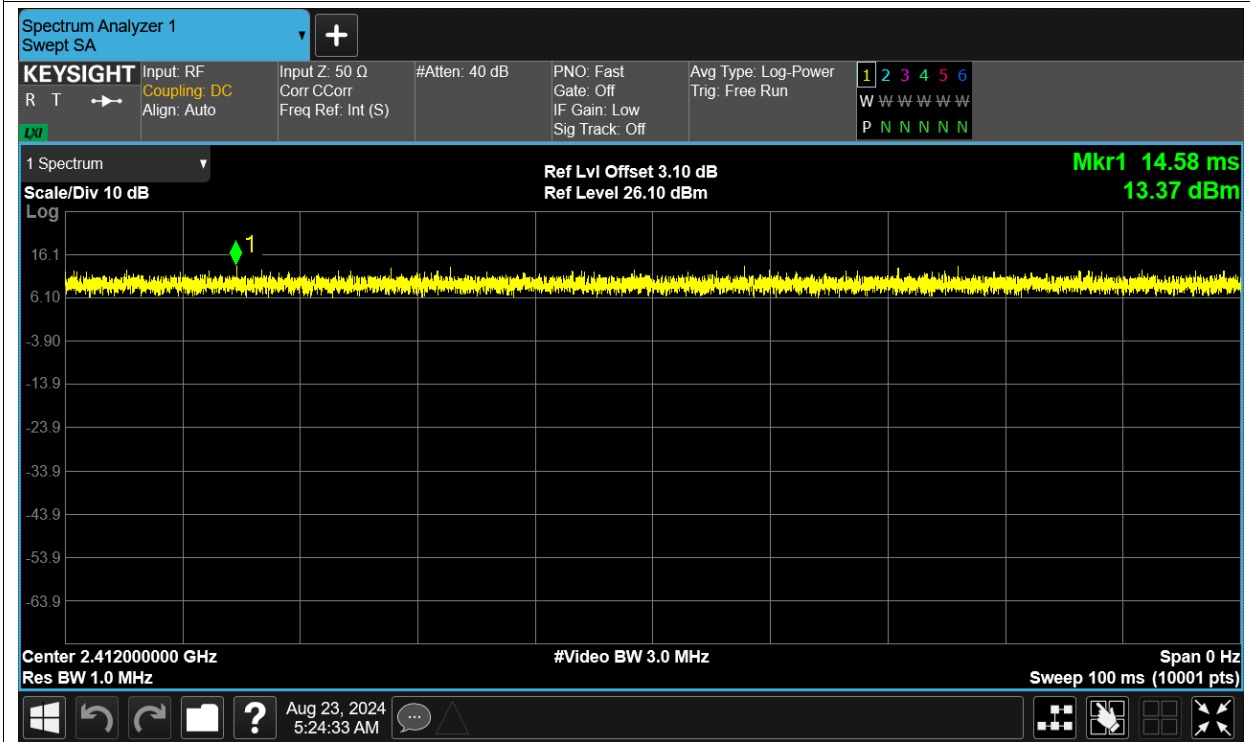 Spectrum Analyzer 1
Swept SA
+
KEYSIGHT
R T
LXI
Input: RF
Coupling: DC
Align: Auto
Input Z: 50 Ω
Corr CCorr
Freq Ref: Int (S)
#Atten: 40 dB
PNO: Fast
Gate: Off
IF Gain: Low
Sig Track: Off
Avg Type: Log-Power
Trig: Free Run
1 2 3 4 5 6
W W W W W W
P N N N N N
1 Spectrum
Scale/Div 10 dB
Ref Lvl Offset 3.10 dB
Ref Level 26.10 dBm
Mkr1 14.58 ms
13.37 dBm
Log
1
16.1
6.10
-3.90
-13.9
-23.9
-33.9
-43.9
-53.9
-63.9
Center 2.412000000 GHz
Res BW 1.0 MHz
#Video BW 3.0 MHz
Span 0 Hz
Sweep 100 ms (10001 pts)
?
Aug 23, 2024
5:24:33 AM